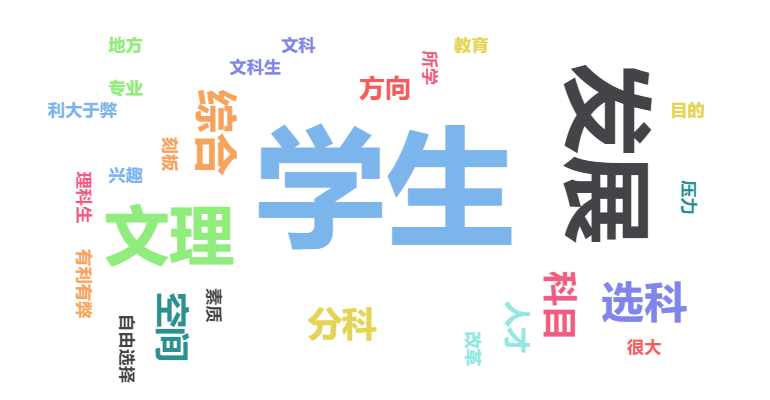 地方
文科
教育
文科生
所学
专业
方向
利大于弊
综合
发展
目的
刻板
学生
兴趣
理科生
压力
文理
有利有弊
素质
空间
自由选择
分科
科目
选科
人才
改革
很大